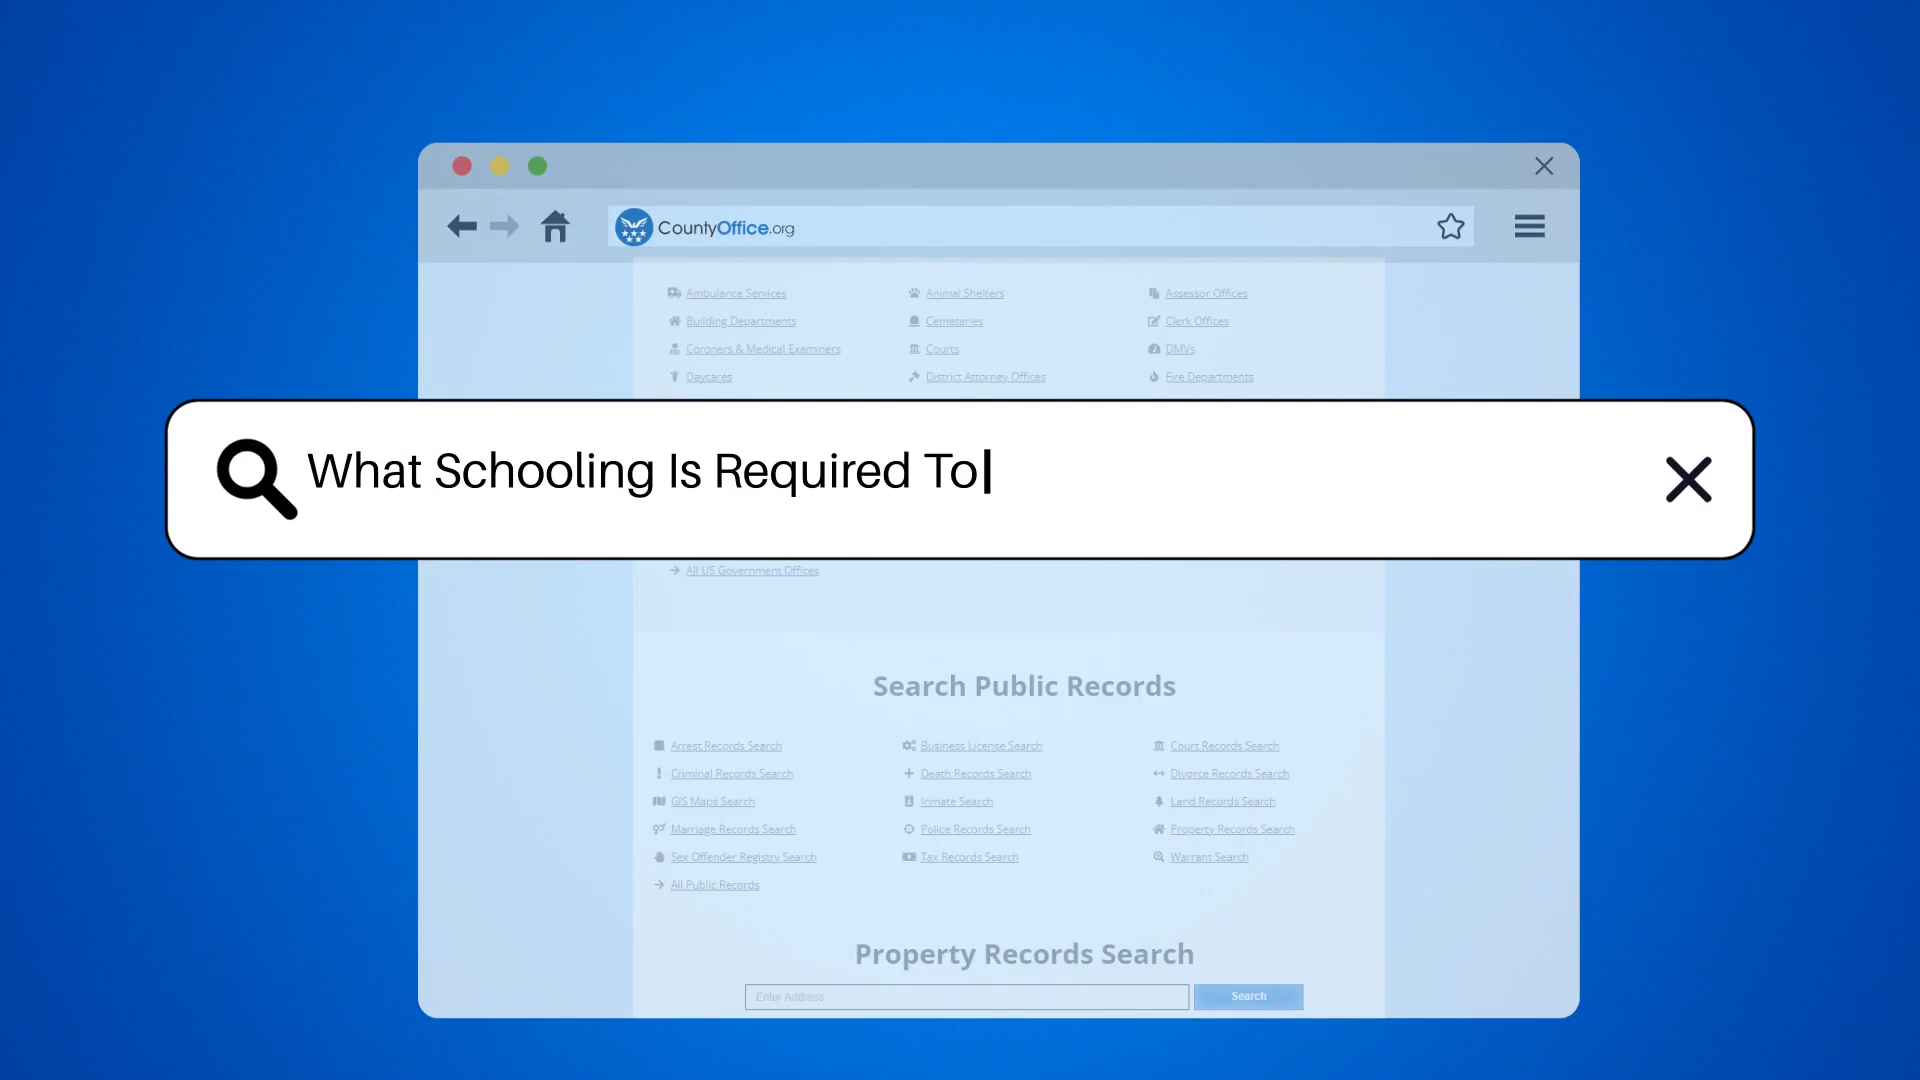 CountyOffice.org
Ambulance Services Animal Shelters Assessor Offices
Building Departments Cemeteries Clerk Offices
Coroners & Medical Examiners Courts DMVs
Daycares District Attorney Offices Fire Departments
What Schooling Is Required To
All US Government Offices
Search Public Records
Arrest Records Search Business License Search Court Records Search
Criminal Records Search Death Records Search Divorce Records Search
GIS Maps Search Inmate Search Land Records Search
Marriage Records Search Police Records Search Property Records Search
Sex Offender Registry Search Tax Records Search Warrant Search
All Public Records
Property Records Search
Enter Address Search